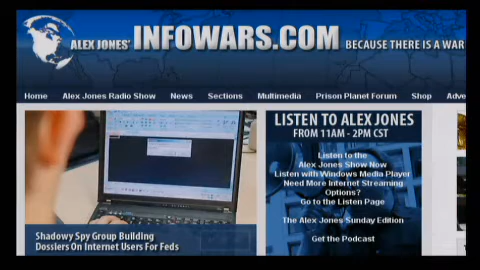 ALEX JONES' INFOWARS.COM BECAUSE THERE IS A WAR
Home Alex Jones Radio Show News Sections Multimedia Prison Planet Forum Shop Adve
LISTEN TO ALEX JONES
FROM 11AM - 2PM CST
Listen to the
Alex Jones Show Now
Listen with Windows Media Player
Need More Internet Streaming
Options?
Go to the Listen Page
The Alex Jones Sunday Edition
Get the Podcast
Shadowy Spy Group Building
Dossiers On Internet Users For Feds